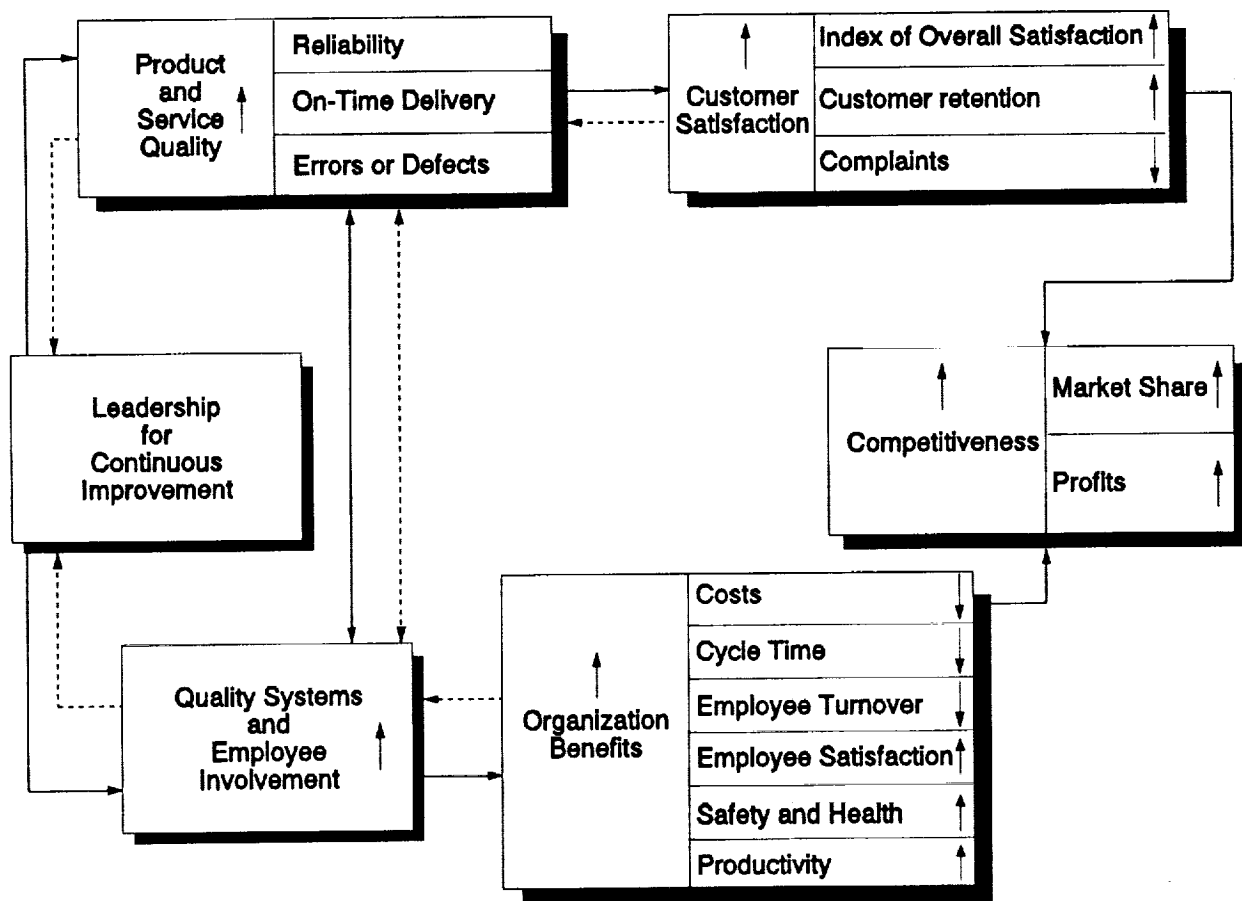 Product
and
Service
Quality
Reliability
On-Time Delivery
Errors or Defects
Customer
Satisfaction
Index of Overall Satisfaction
Customer retention
Complaints
Leadership
for
Continuous
Improvement
Competitiveness
Market Share
Profits
Quality Systems
and
Employee
Involvement
Organization
Benefits
Costs
Cycle Time
Employee Turnover
Employee Satisfaction
Safety and Health
Productivity